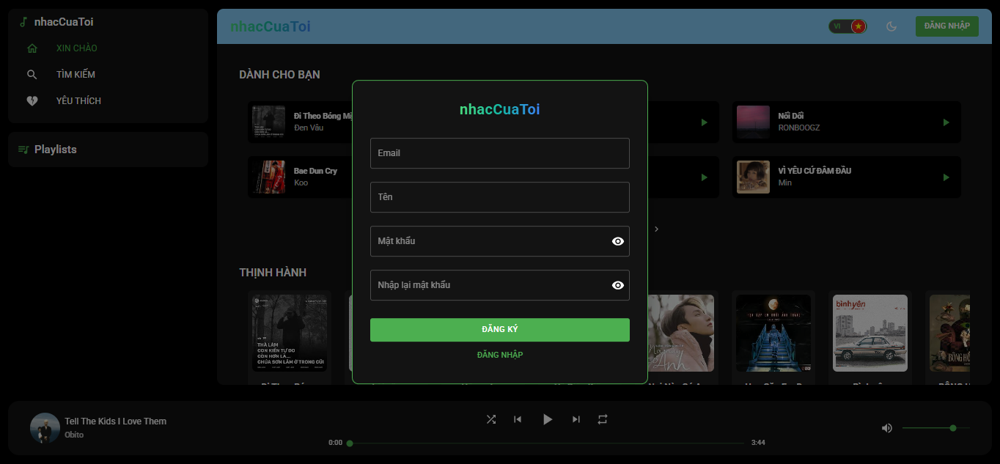 nhacCuaToi
XIN CHÀO
TÌM KIẾM
YÊU THÍCH
Playlists
nhacCuaToi
VI
ĐĂNG NHẬP
DÀNH CHO BẠN
Đi Theo Bóng
Đen Vâu
Nỗi Dối
RONBOOGZ
Bae Dun Cry
Koo
VÌ YÊU CỨ ĐÂM ĐẦU
Min
nhacCuaToi
Email
Tên
Mật khẩu
Nhập lại mật khẩu
ĐĂNG KÝ
ĐĂNG NHẬP
THỊNH HÀNH
THÀ LÀM
CON KIẾN TỰ DO
CÒN HƠN LÀ...
CHÚA SƠN LÂM Ở TRONG CŨI
bình yên
Tell The Kids I Love Them
Obito
0:00
3:44